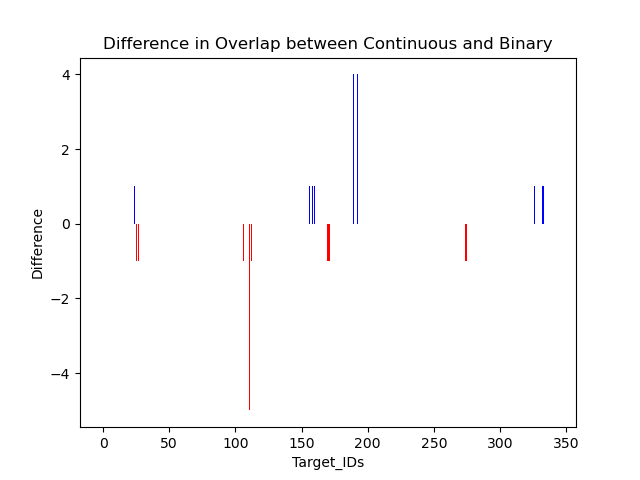 Difference in Overlap between Continuous and Binary
4
2
0
−2
−4
Difference
0 50 100 150 200 250 300 350
Target_IDs